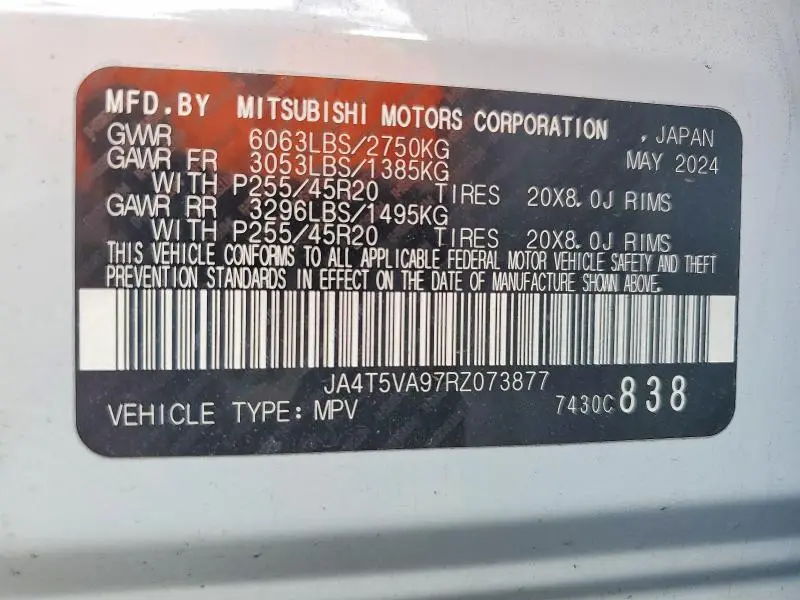 MFD.BY MITSUBISHI MOTORS CORPORATION , JAPAN
GVWR 6063LBS/2750KG MAY 2024
GAWR FR 3053LBS/1385KG
WITH P255/45R20 TIRES 20X8.0J RIMS
GAWR RR 3296LBS/1495KG
WITH P255/45R20 TIRES 20X8.0J RIMS
THIS VEHICLE CONFORMS TO ALL APPLICABLE FEDERAL MOTOR VEHICLE SAFETY AND THEFT
PREVENTION STANDARDS IN EFFECT ON THE DATE OF MANUFACTURE SHOWN ABOVE.
JA4T5VA97RZ073877
VEHICLE TYPE: MPV 7430C 838